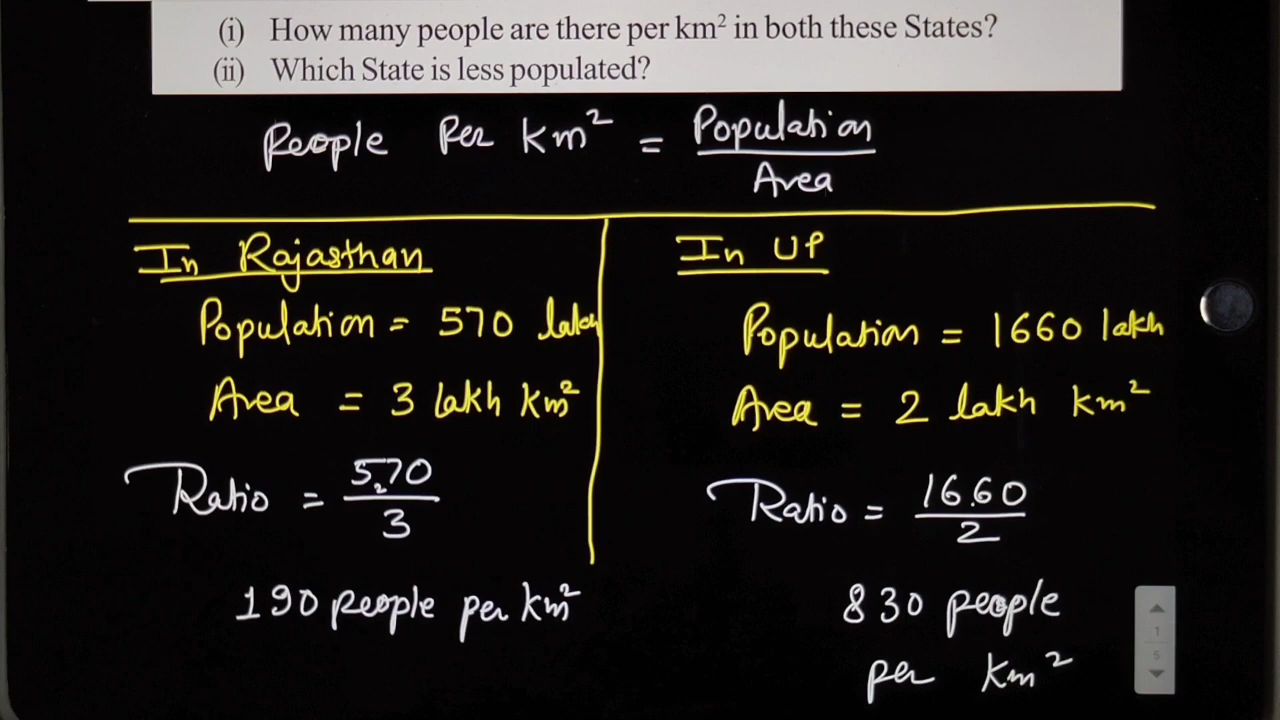 (i) How many people are there per km² in both these States?
(ii) Which State is less populated?
People Per km² = Population / Area
In Rajasthan
Population = 570 lakh
Area = 3 lakh km²
Ratio = 570 / 3
190 people per km²
In UP
Population = 1660 lakh
Area = 2 lakh km²
Ratio = 1660 / 2
830 people
per km²
1
5